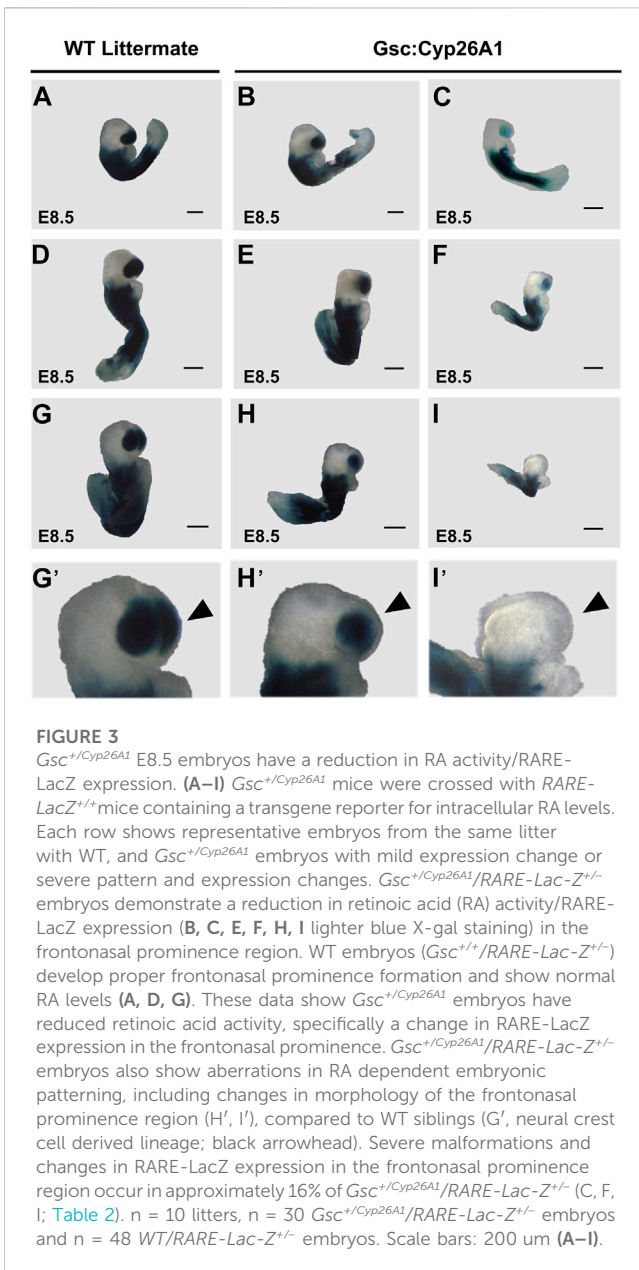 WT Littermate
Gsc:Cyp26A1
A
B
C
E8.5
E8.5
E8.5
D
E
F
E8.5
E8.5
E8.5
G
H
I
E8.5
E8.5
E8.5
G’
H’
I’
FIGURE 3
Gsc+/Cyp26A1 E8.5 embryos have a reduction in RA activity/RARE-
LacZ expression. (A–I) Gsc+/Cyp26A1 mice were crossed with RARE-
LacZ+/+mice containing a transgene reporter for intracellular RA levels.
Each row shows representative embryos from the same litter
with WT, and Gsc+/Cyp26A1 embryos with mild expression change or
severe pattern and expression changes. Gsc+/Cyp26A1/RARE-Lac-Z+/−
embryos demonstrate a reduction in retinoic acid (RA) activity/RARE-
LacZ expression (B, C, E, F, H, I lighter blue X-gal staining) in the
frontonasal prominence region. WT embryos (Gsc+/+/RARE-Lac-Z+/−)
develop proper frontonasal prominence formation and show normal
RA levels (A, D, G). These data show Gsc+/Cyp26A1 embryos have
reduced retinoic acid activity, specifically a change in RARE-LacZ
expression in the frontonasal prominence. Gsc+/Cyp26A1/RARE-Lac-Z+/−
embryos also show aberrations in RA dependent embryonic
patterning, including changes in morphology of the frontonasal
prominence region (H′, I′), compared to WT siblings (G′, neural crest
cell derived lineage; black arrowhead). Severe malformations and
changes in RARE-LacZ expression in the frontonasal prominence
region occur in approximately 16% of Gsc+/Cyp26A1/RARE-Lac-Z+/− (C, F,
I; Table 2). n = 10 litters, n = 30 Gsc+/Cyp26A1/RARE-Lac-Z+/− embryos
and n = 48 WT/RARE-Lac-Z+/− embryos. Scale bars: 200 um (A–I).